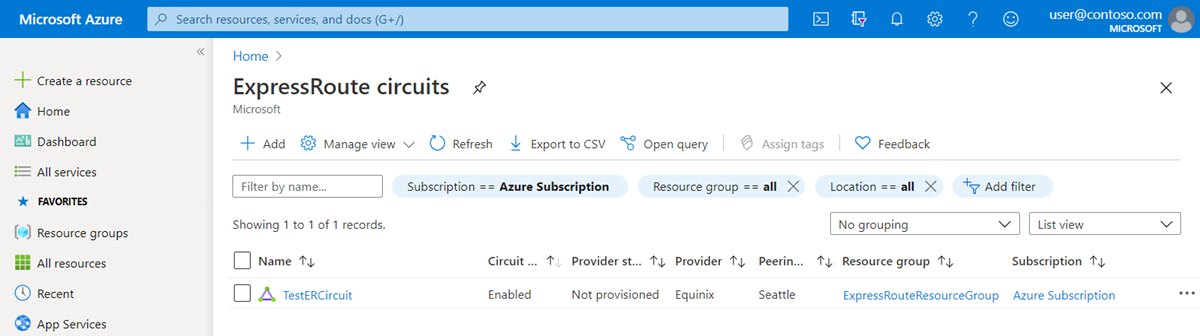 Microsoft Azure
Search resources, services, and docs (G+/)
user@contoso.com
MICROSOFT
Create a resource
Home
Dashboard
All services
FAVORITES
Resource groups
All resources
Recent
App Services
Home
ExpressRoute circuits
Microsoft
Add
Manage view
Refresh
Export to CSV
Open query
Assign tags
Feedback
Filter by name...
Subscription == Azure Subscription
Resource group == all
Location == all
Add filter
Showing 1 to 1 of 1 records.
No grouping
List view
Name Circuit ... Provider st... Provider Peerin... Resource group Subscription
TestERCircuit Enabled Not provisioned Equinix Seattle ExpressRouteResourceGroup Azure Subscription